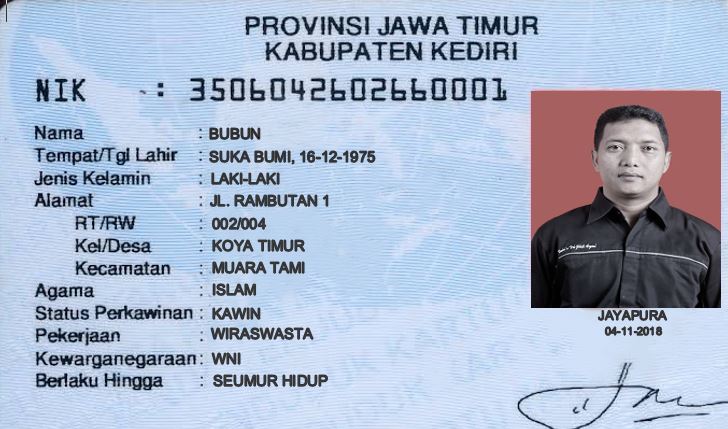 PROVINSI JAWA TIMUR
KABUPATEN KEDIRI
NIK : 3506042602660001
Nama : BUBUN
Tempat/Tgl Lahir : SUKA BUMI, 16-12-1975
Jenis Kelamin : LAKI-LAKI
Alamat : JL. RAMBUTAN 1
RT/RW : 002/004
Kel/Desa : KOYA TIMUR
Kecamatan : MUARA TAMI
Agama : ISLAM
Status Perkawinan : KAWIN
Pekerjaan : WIRASWASTA
Kewarganegaraan : WNI
Berlaku Hingga : SEUMUR HIDUP
JAYAPURA
04-11-2018